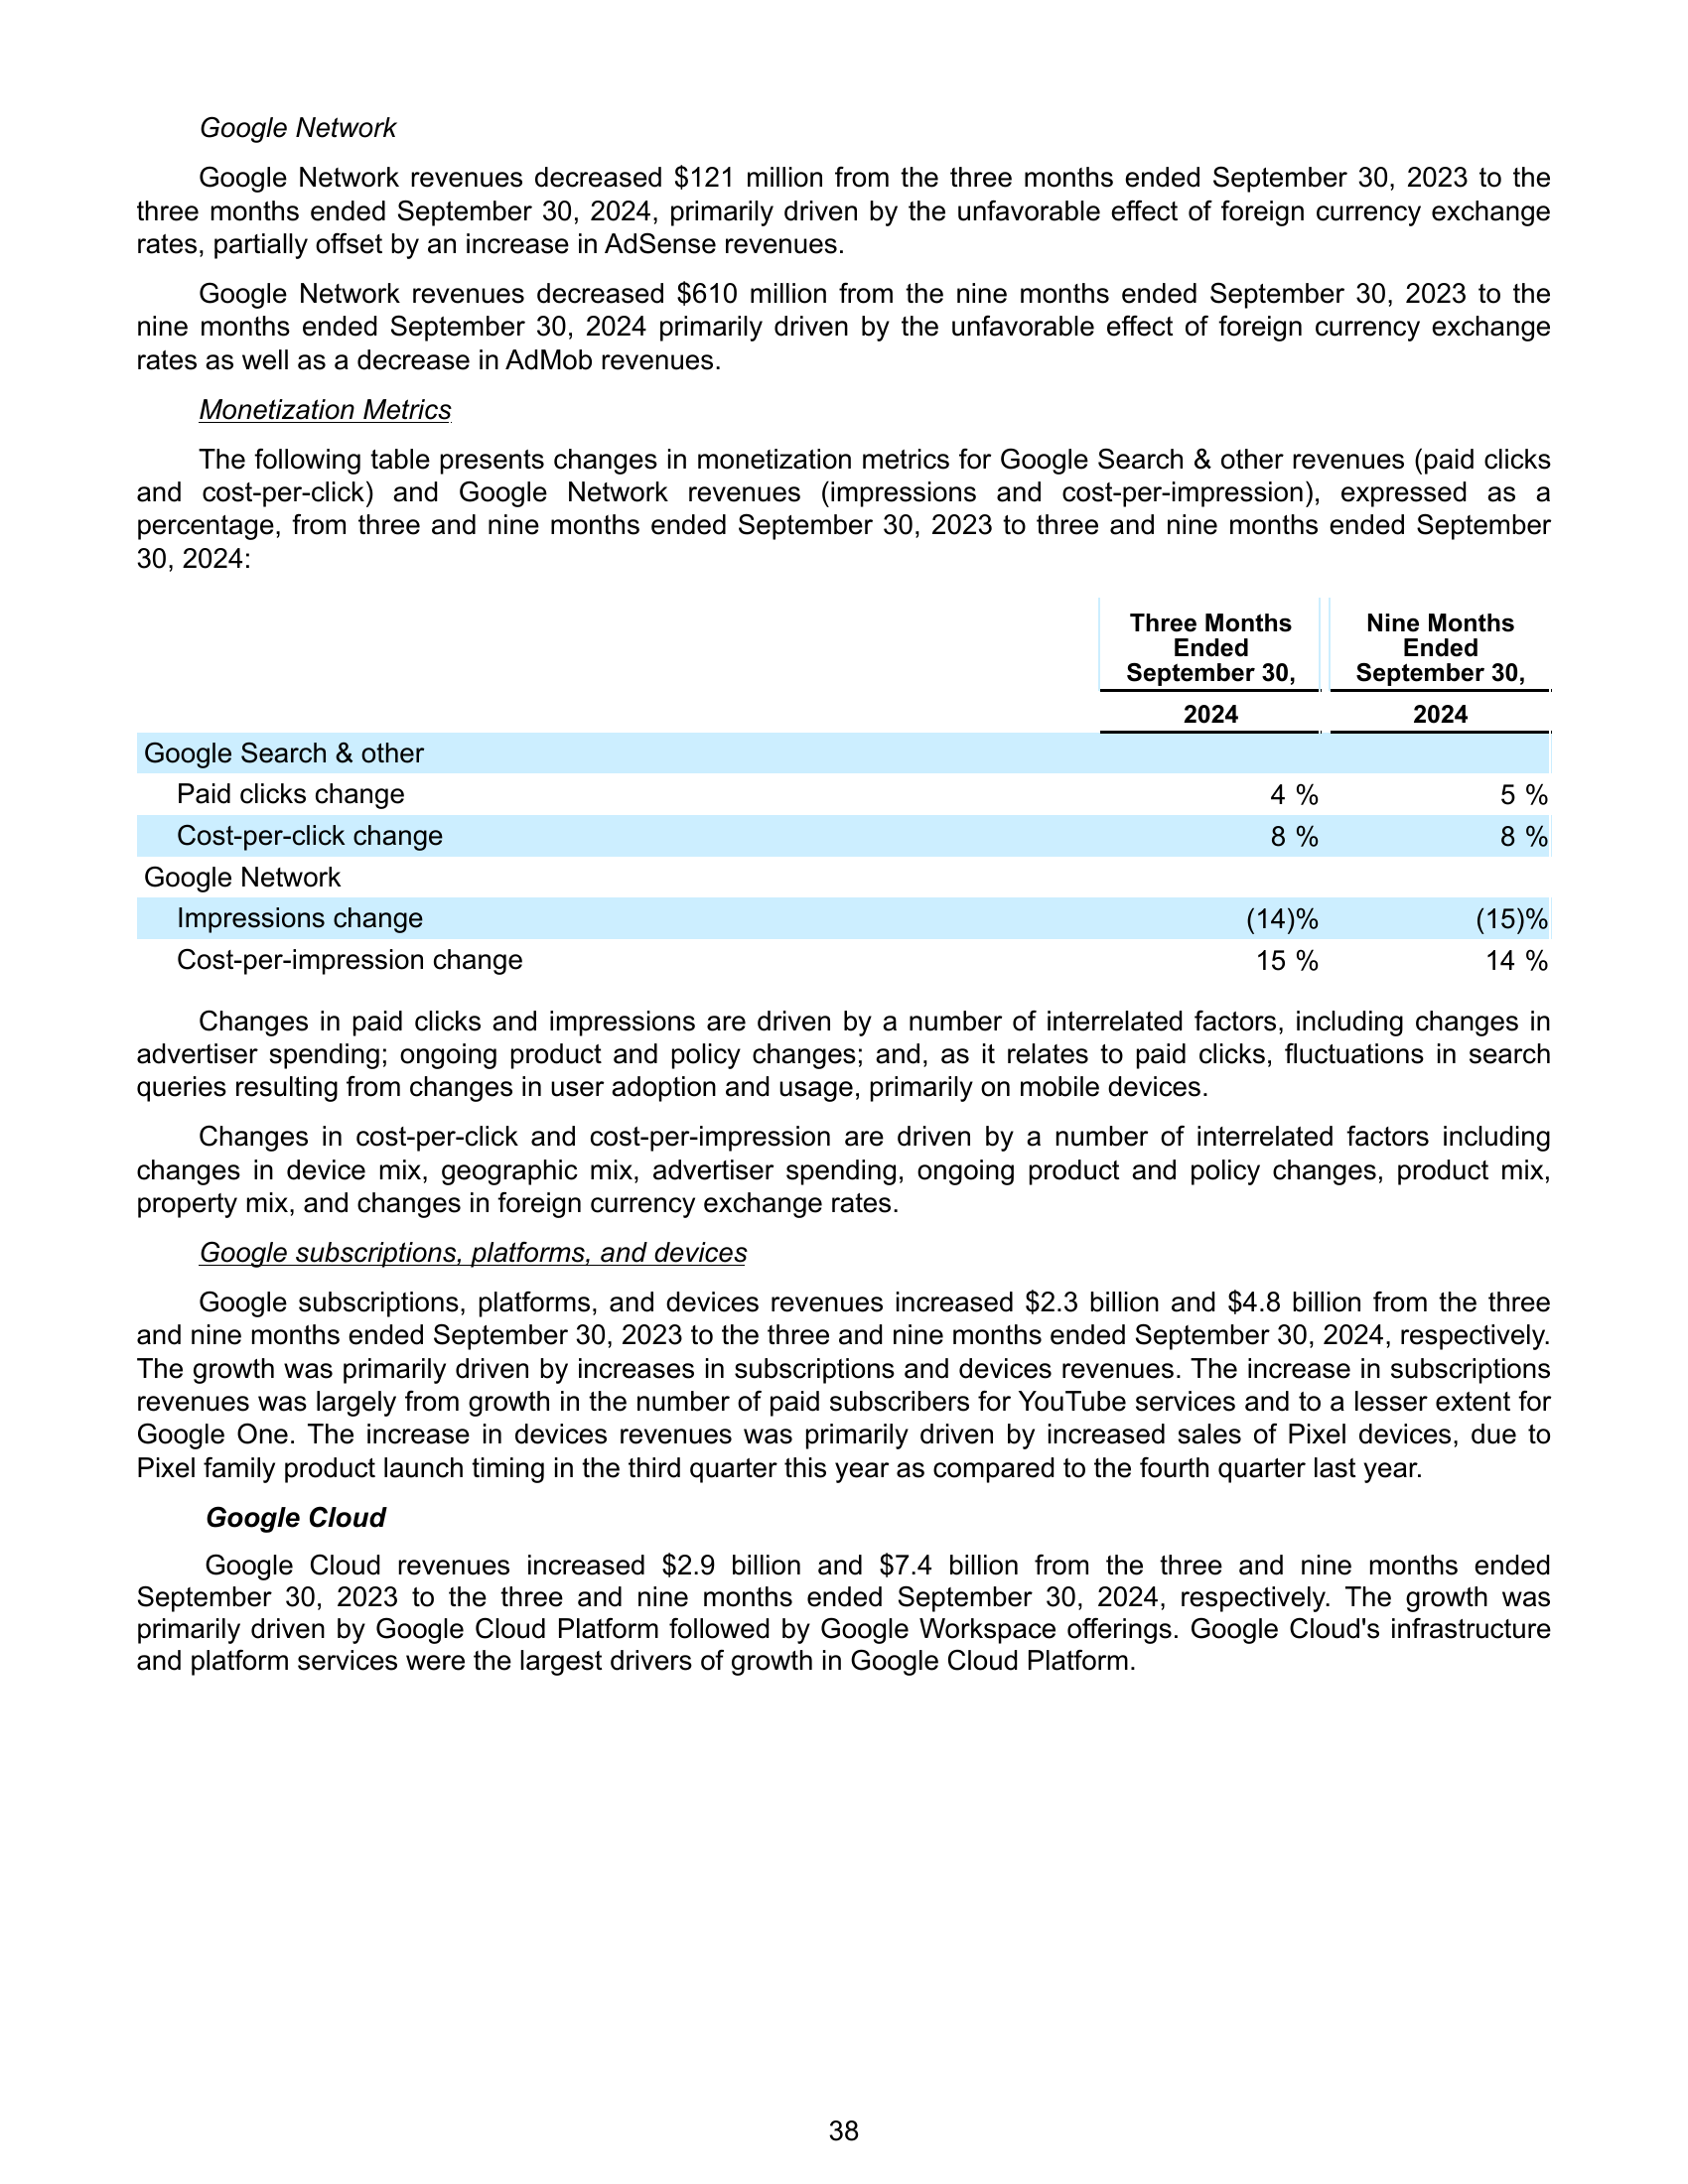 Google Network
Google Network revenues decreased $121 million from the three months ended September 30, 2023 to the
three months ended September 30, 2024, primarily driven by the unfavorable effect of foreign currency exchange
rates, partially offset by an increase in AdSense revenues.
Google Network revenues decreased $610 million from the nine months ended September 30, 2023 to the
nine months ended September 30, 2024 primarily driven by the unfavorable effect of foreign currency exchange
rates as well as a decrease in AdMob revenues.
Monetization Metrics
The following table presents changes in monetization metrics for Google Search & other revenues (paid clicks
and cost-per-click) and Google Network revenues (impressions and cost-per-impression), expressed as a
percentage, from three and nine months ended September 30, 2023 to three and nine months ended September
30, 2024:
Three Months Nine Months
Ended Ended
September 30, September 30,
2024 2024
Google Search & other
Paid clicks change 4 % 5 %
Cost-per-click change 8 % 8 %
Google Network
Impressions change (14)% (15)%
Cost-per-impression change 15 % 14 %
Changes in paid clicks and impressions are driven by a number of interrelated factors, including changes in
advertiser spending; ongoing product and policy changes; and, as it relates to paid clicks, fluctuations in search
queries resulting from changes in user adoption and usage, primarily on mobile devices.
Changes in cost-per-click and cost-per-impression are driven by a number of interrelated factors including
changes in device mix, geographic mix, advertiser spending, ongoing product and policy changes, product mix,
property mix, and changes in foreign currency exchange rates.
Google subscriptions, platforms, and devices
Google subscriptions, platforms, and devices revenues increased $2.3 billion and $4.8 billion from the three
and nine months ended September 30, 2023 to the three and nine months ended September 30, 2024, respectively.
The growth was primarily driven by increases in subscriptions and devices revenues. The increase in subscriptions
revenues was largely from growth in the number of paid subscribers for YouTube services and to a lesser extent for
Google One. The increase in devices revenues was primarily driven by increased sales of Pixel devices, due to
Pixel family product launch timing in the third quarter this year as compared to the fourth quarter last year.
Google Cloud
Google Cloud revenues increased $2.9 billion and $7.4 billion from the three and nine months ended
September 30, 2023 to the three and nine months ended September 30, 2024, respectively. The growth was
primarily driven by Google Cloud Platform followed by Google Workspace offerings. Google Cloud's infrastructure
and platform services were the largest drivers of growth in Google Cloud Platform.
38